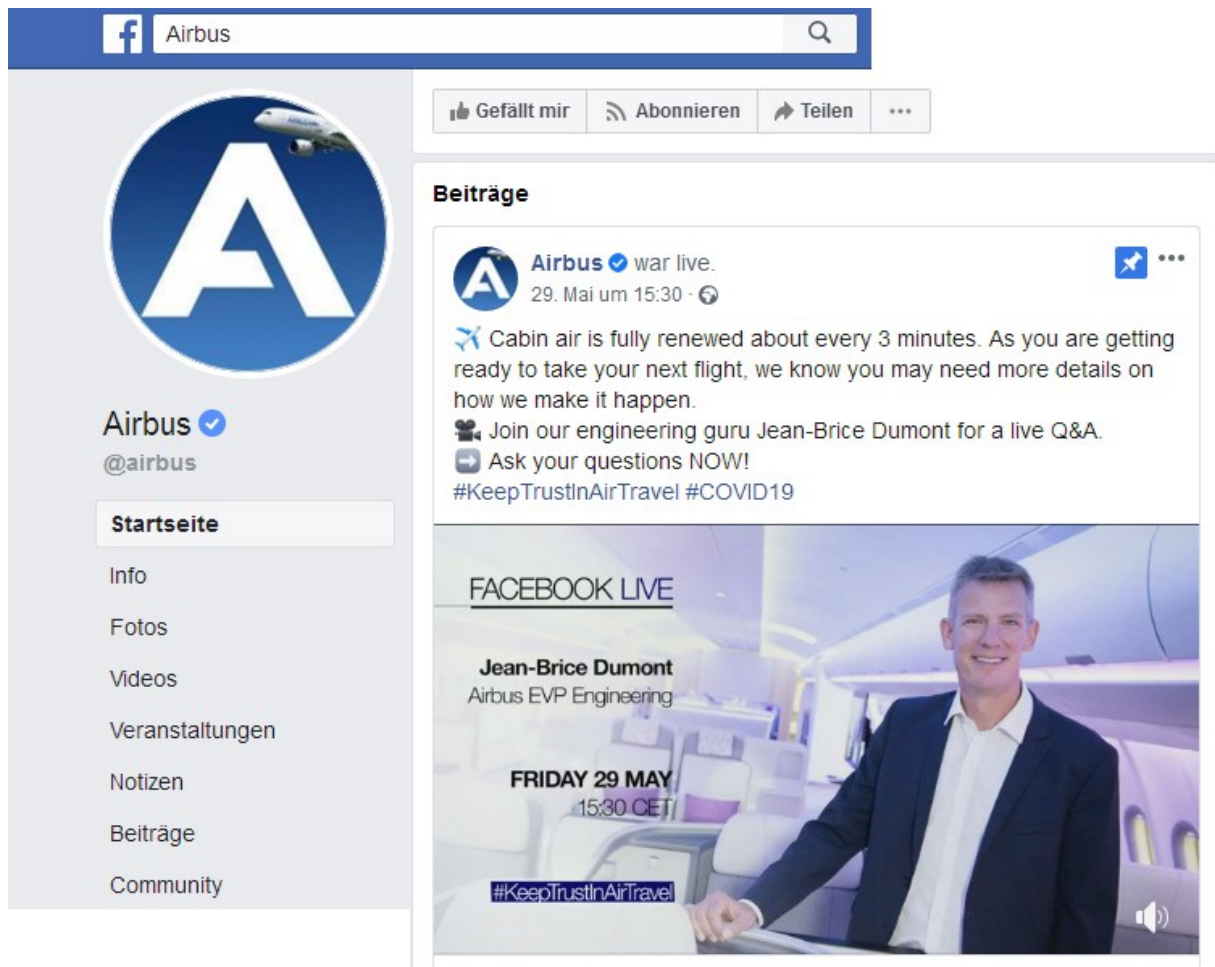 Airbus
Gefällt mir
Abonnieren
Teilen
Airbus
@airbus
Startseite
Info
Fotos
Videos
Veranstaltungen
Notizen
Beiträge
Community
Beiträge
Airbus war live.
29. Mai um 15:30 ·
Cabin air is fully renewed about every 3 minutes. As you are getting
ready to take your next flight, we know you may need more details on
how we make it happen.
Join our engineering guru Jean-Brice Dumont for a live Q&A.
Ask your questions NOW!
#KeepTrustInAirTravel #COVID19
FACEBOOK LIVE
Jean-Brice Dumont
Airbus EVP Engineering
FRIDAY 29 MAY
15:30 CET
#KeepTrustInAirTravel